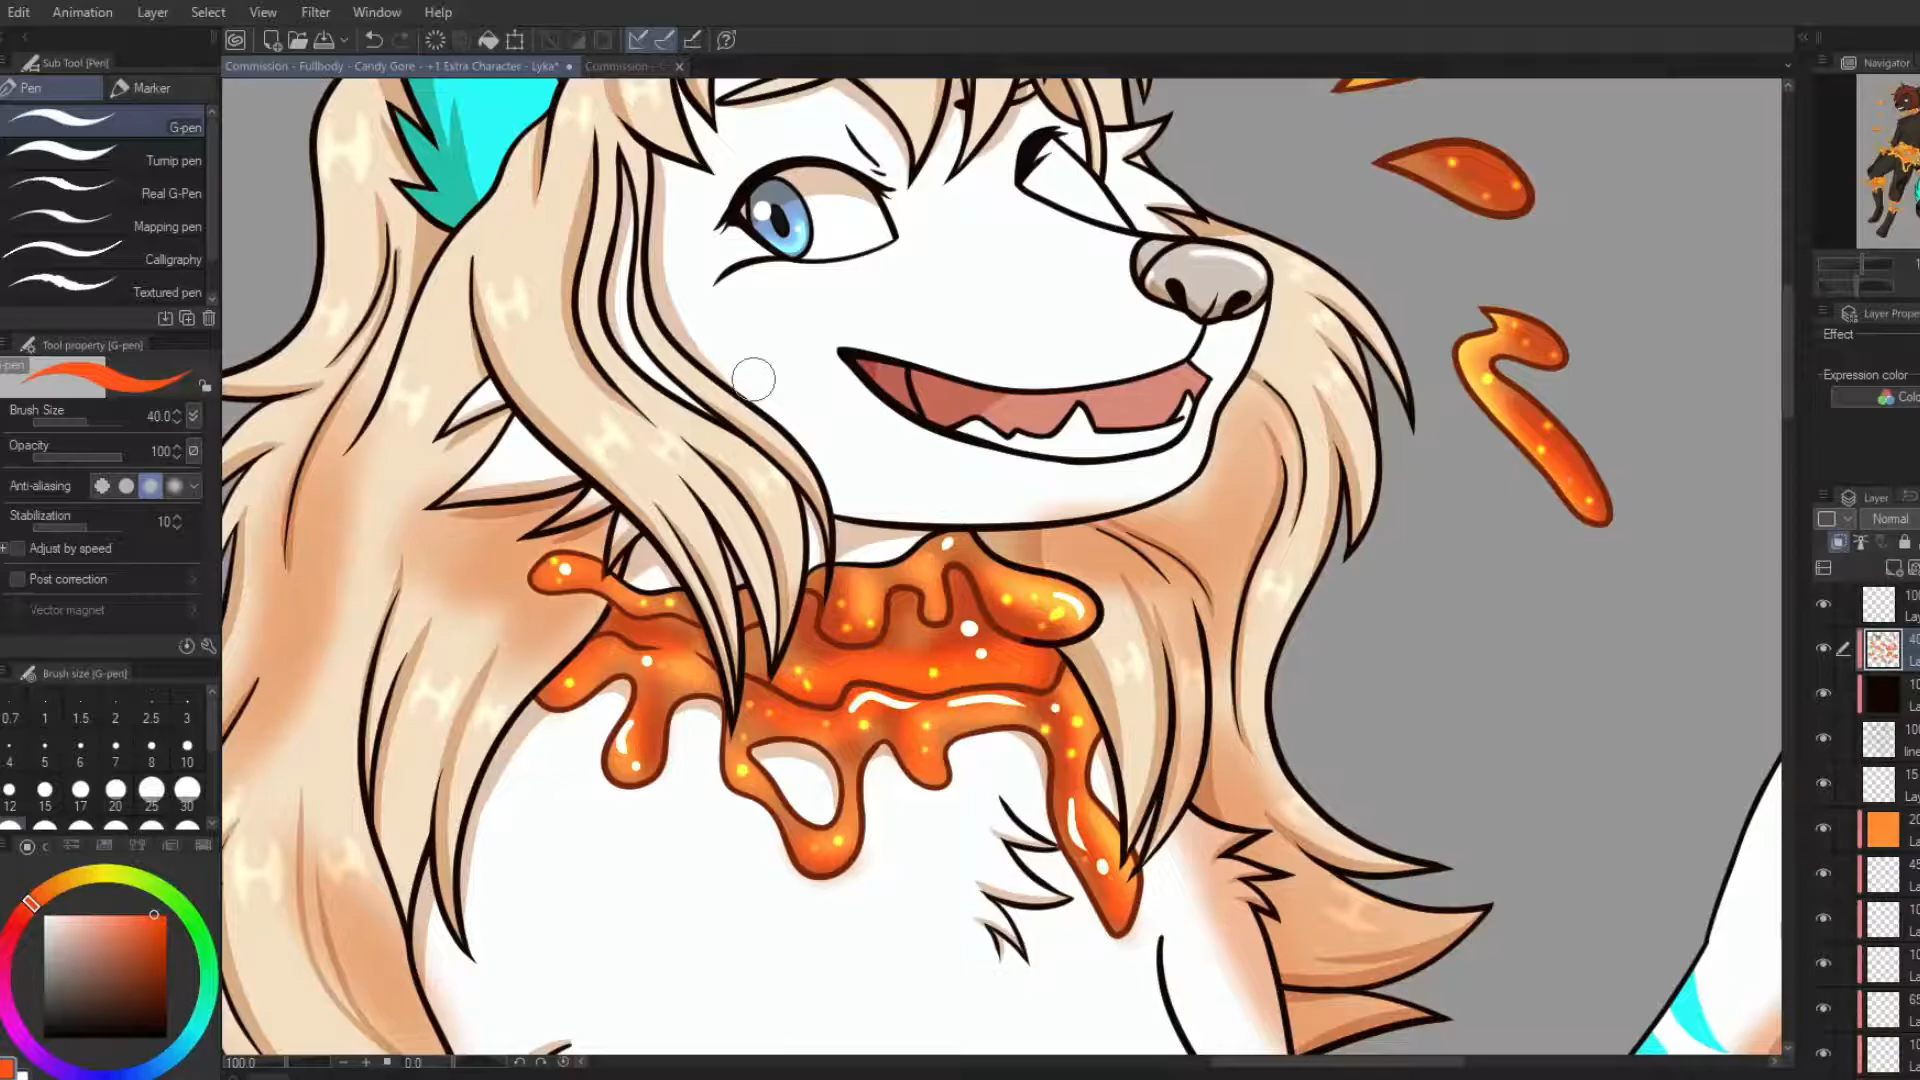 Edit Animation Layer Select View Filter Window Help
Sub Tool [Pen]
Commission - Fullbody - Candy Gore - +1 Extra Character - Lyka*
Commission -
Navigator
Pen
Marker
G-pen
Turnip pen
Real G-Pen
Mapping pen
Calligraphy
Textured pen
Tool property [G-pen]
Brush Size 40.0
Opacity 100
Anti-aliasing
Stabilization 10
Adjust by speed
Post correction
Vector magnet
Brush size [G-pen]
0.7 1 1.5 2 2.5 3
4 5 6 7 8 10
12 15 17 20 25 30
100.0
0.0
Effect
Layer
Normal